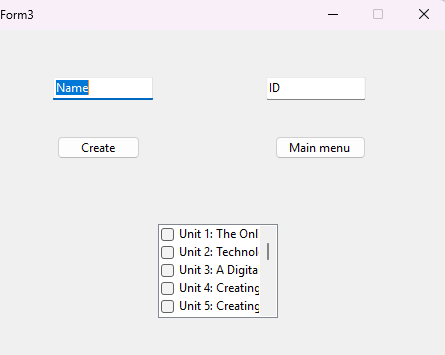 Form3
Name
ID
Create
Main menu
Unit 1: The Onl
Unit 2: Technol
Unit 3: A Digita
Unit 4: Creating
Unit 5: Creating